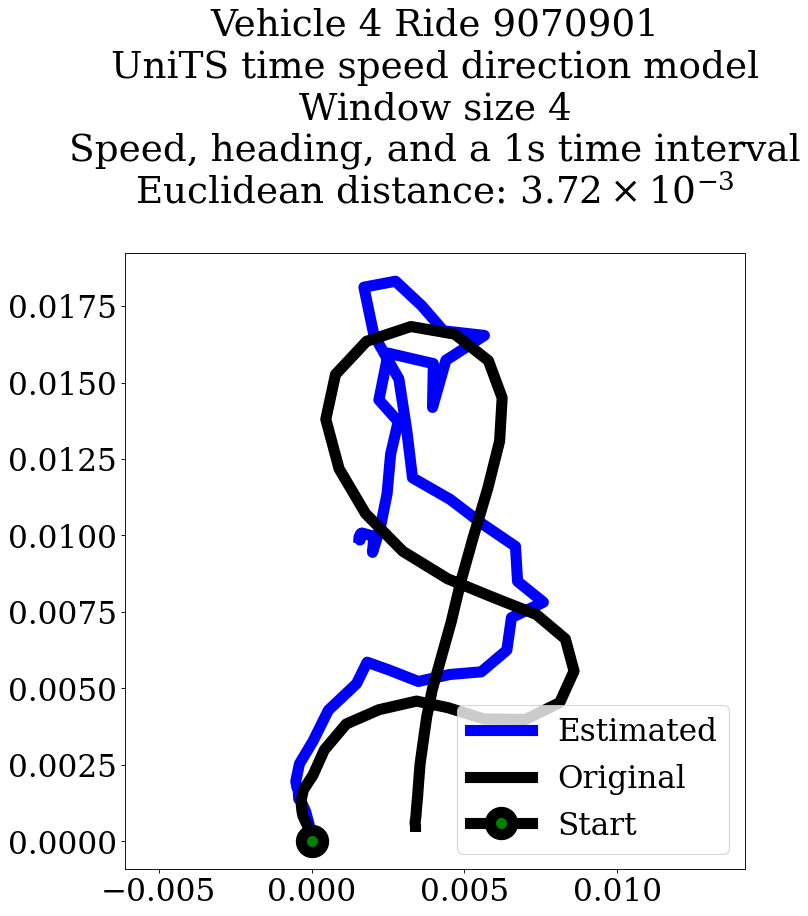 Vehicle 4 Ride 9070901
UniTS time speed direction model
Window size 4
Speed, heading, and a 1s time interval
Euclidean distance: 3.72 × 10⁻³
0.0175
0.0150
0.0125
0.0100
0.0075
0.0050
0.0025
0.0000
−0.005 0.000 0.005 0.010
Estimated
Original
Start